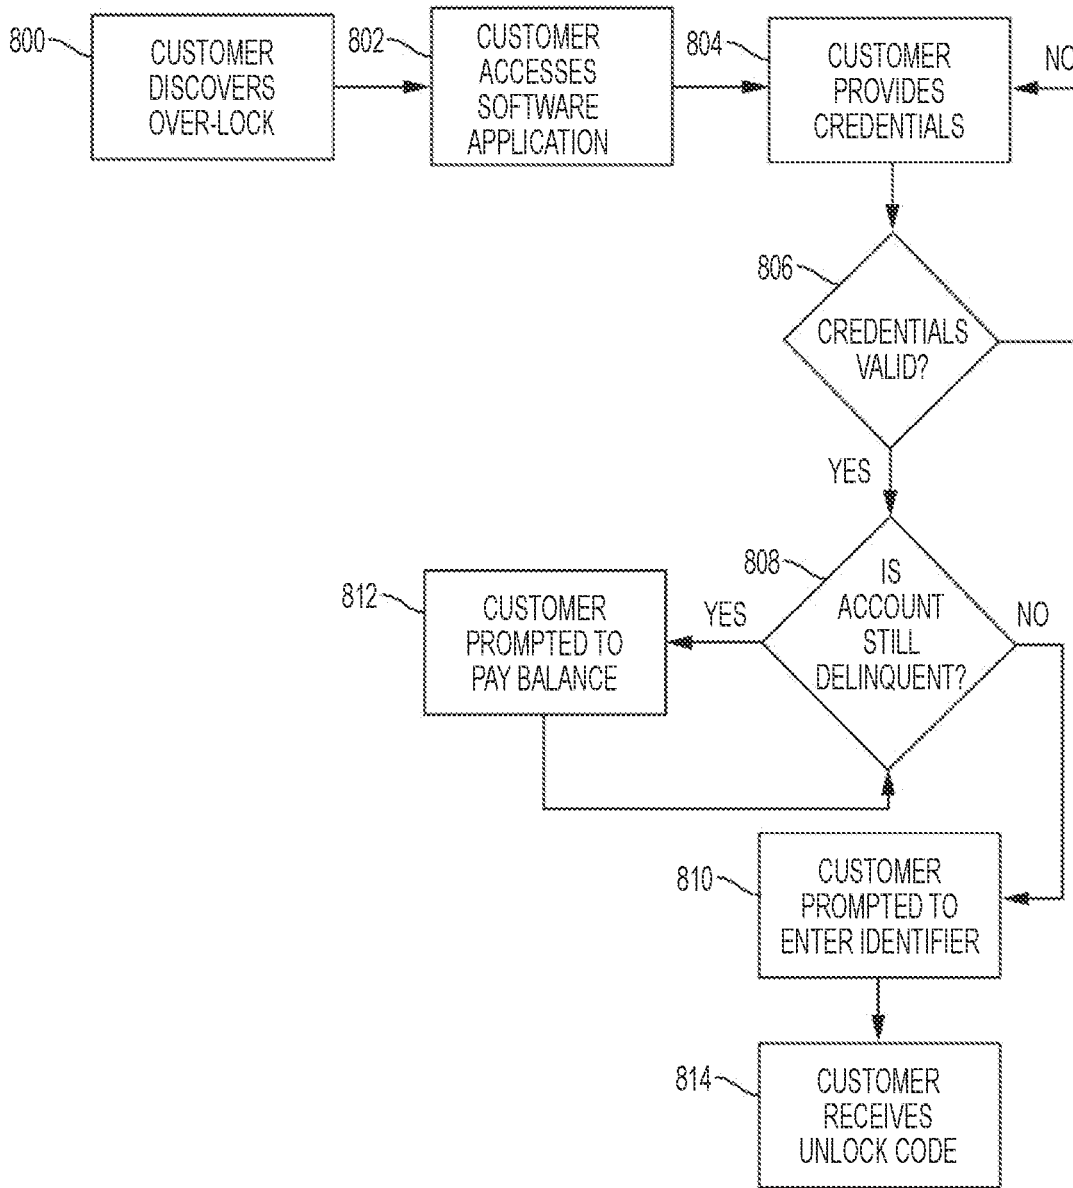 800
CUSTOMER
DISCOVERS
OVER-LOCK
802
CUSTOMER
ACCESSES
SOFTWARE
APPLICATION
804
CUSTOMER
PROVIDES
CREDENTIALS
NO
806
CREDENTIALS
VALID?
YES
808
IS
ACCOUNT
STILL
DELINQUENT?
YES
NO
812
CUSTOMER
PROMPTED TO
PAY BALANCE
810
CUSTOMER
PROMPTED TO
ENTER IDENTIFIER
814
CUSTOMER
RECEIVES
UNLOCK CODE